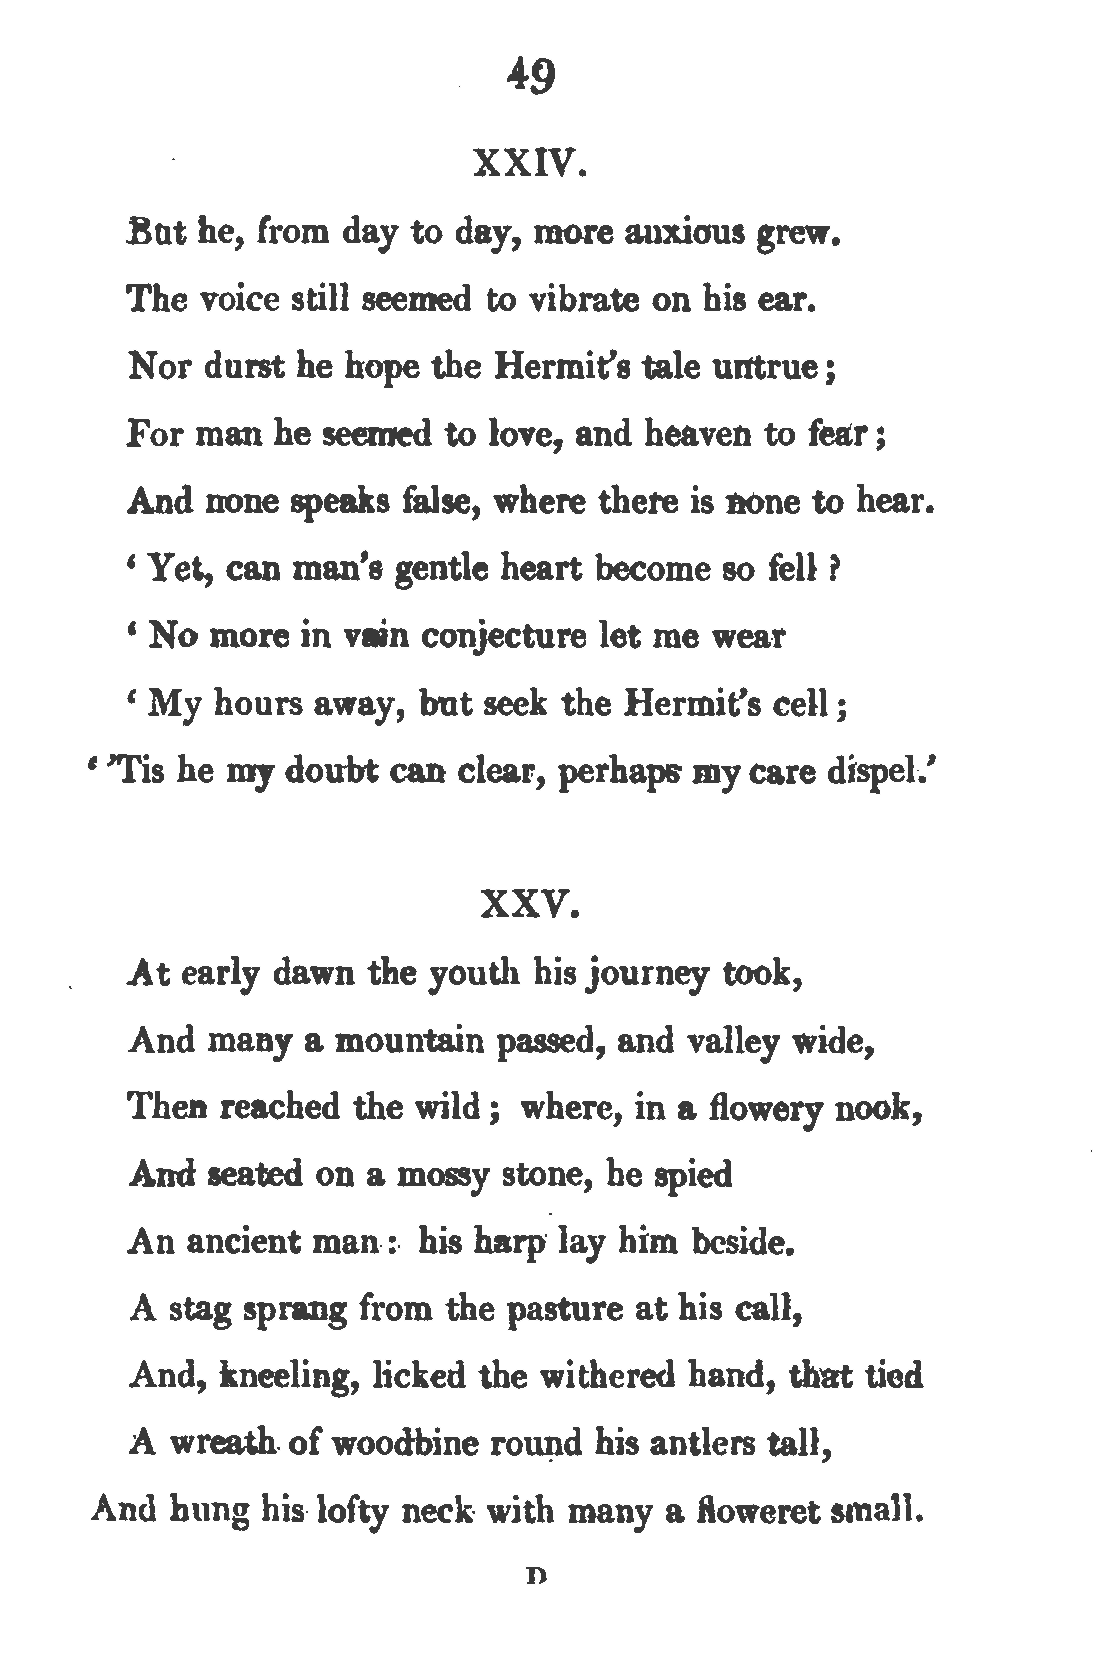 49
XXIV.
But he, from day to day, more anxious grew.
The voice still seemed to vibrate on his ear.
Nor durst he hope the Hermit's tale untrue;
For man he seemed to love, and heaven to fear;
And none speaks false, where there is none to hear.
‘ Yet, can man's gentle heart become so fell ?
‘ No more in vain conjecture let me wear
‘ My hours away, but seek the Hermit's cell;
‘ 'Tis he my doubt can clear, perhaps my care dispel.’
XXV.
At early dawn the youth his journey took,
And many a mountain passed, and valley wide,
Then reached the wild; where, in a flowery nook,
And seated on a mossy stone, he spied
An ancient man: his harp lay him beside.
A stag sprang from the pasture at his call,
And, kneeling, licked the withered hand, that tied
A wreath of woodbine round his antlers tall,
And hung his lofty neck with many a floweret small.
D